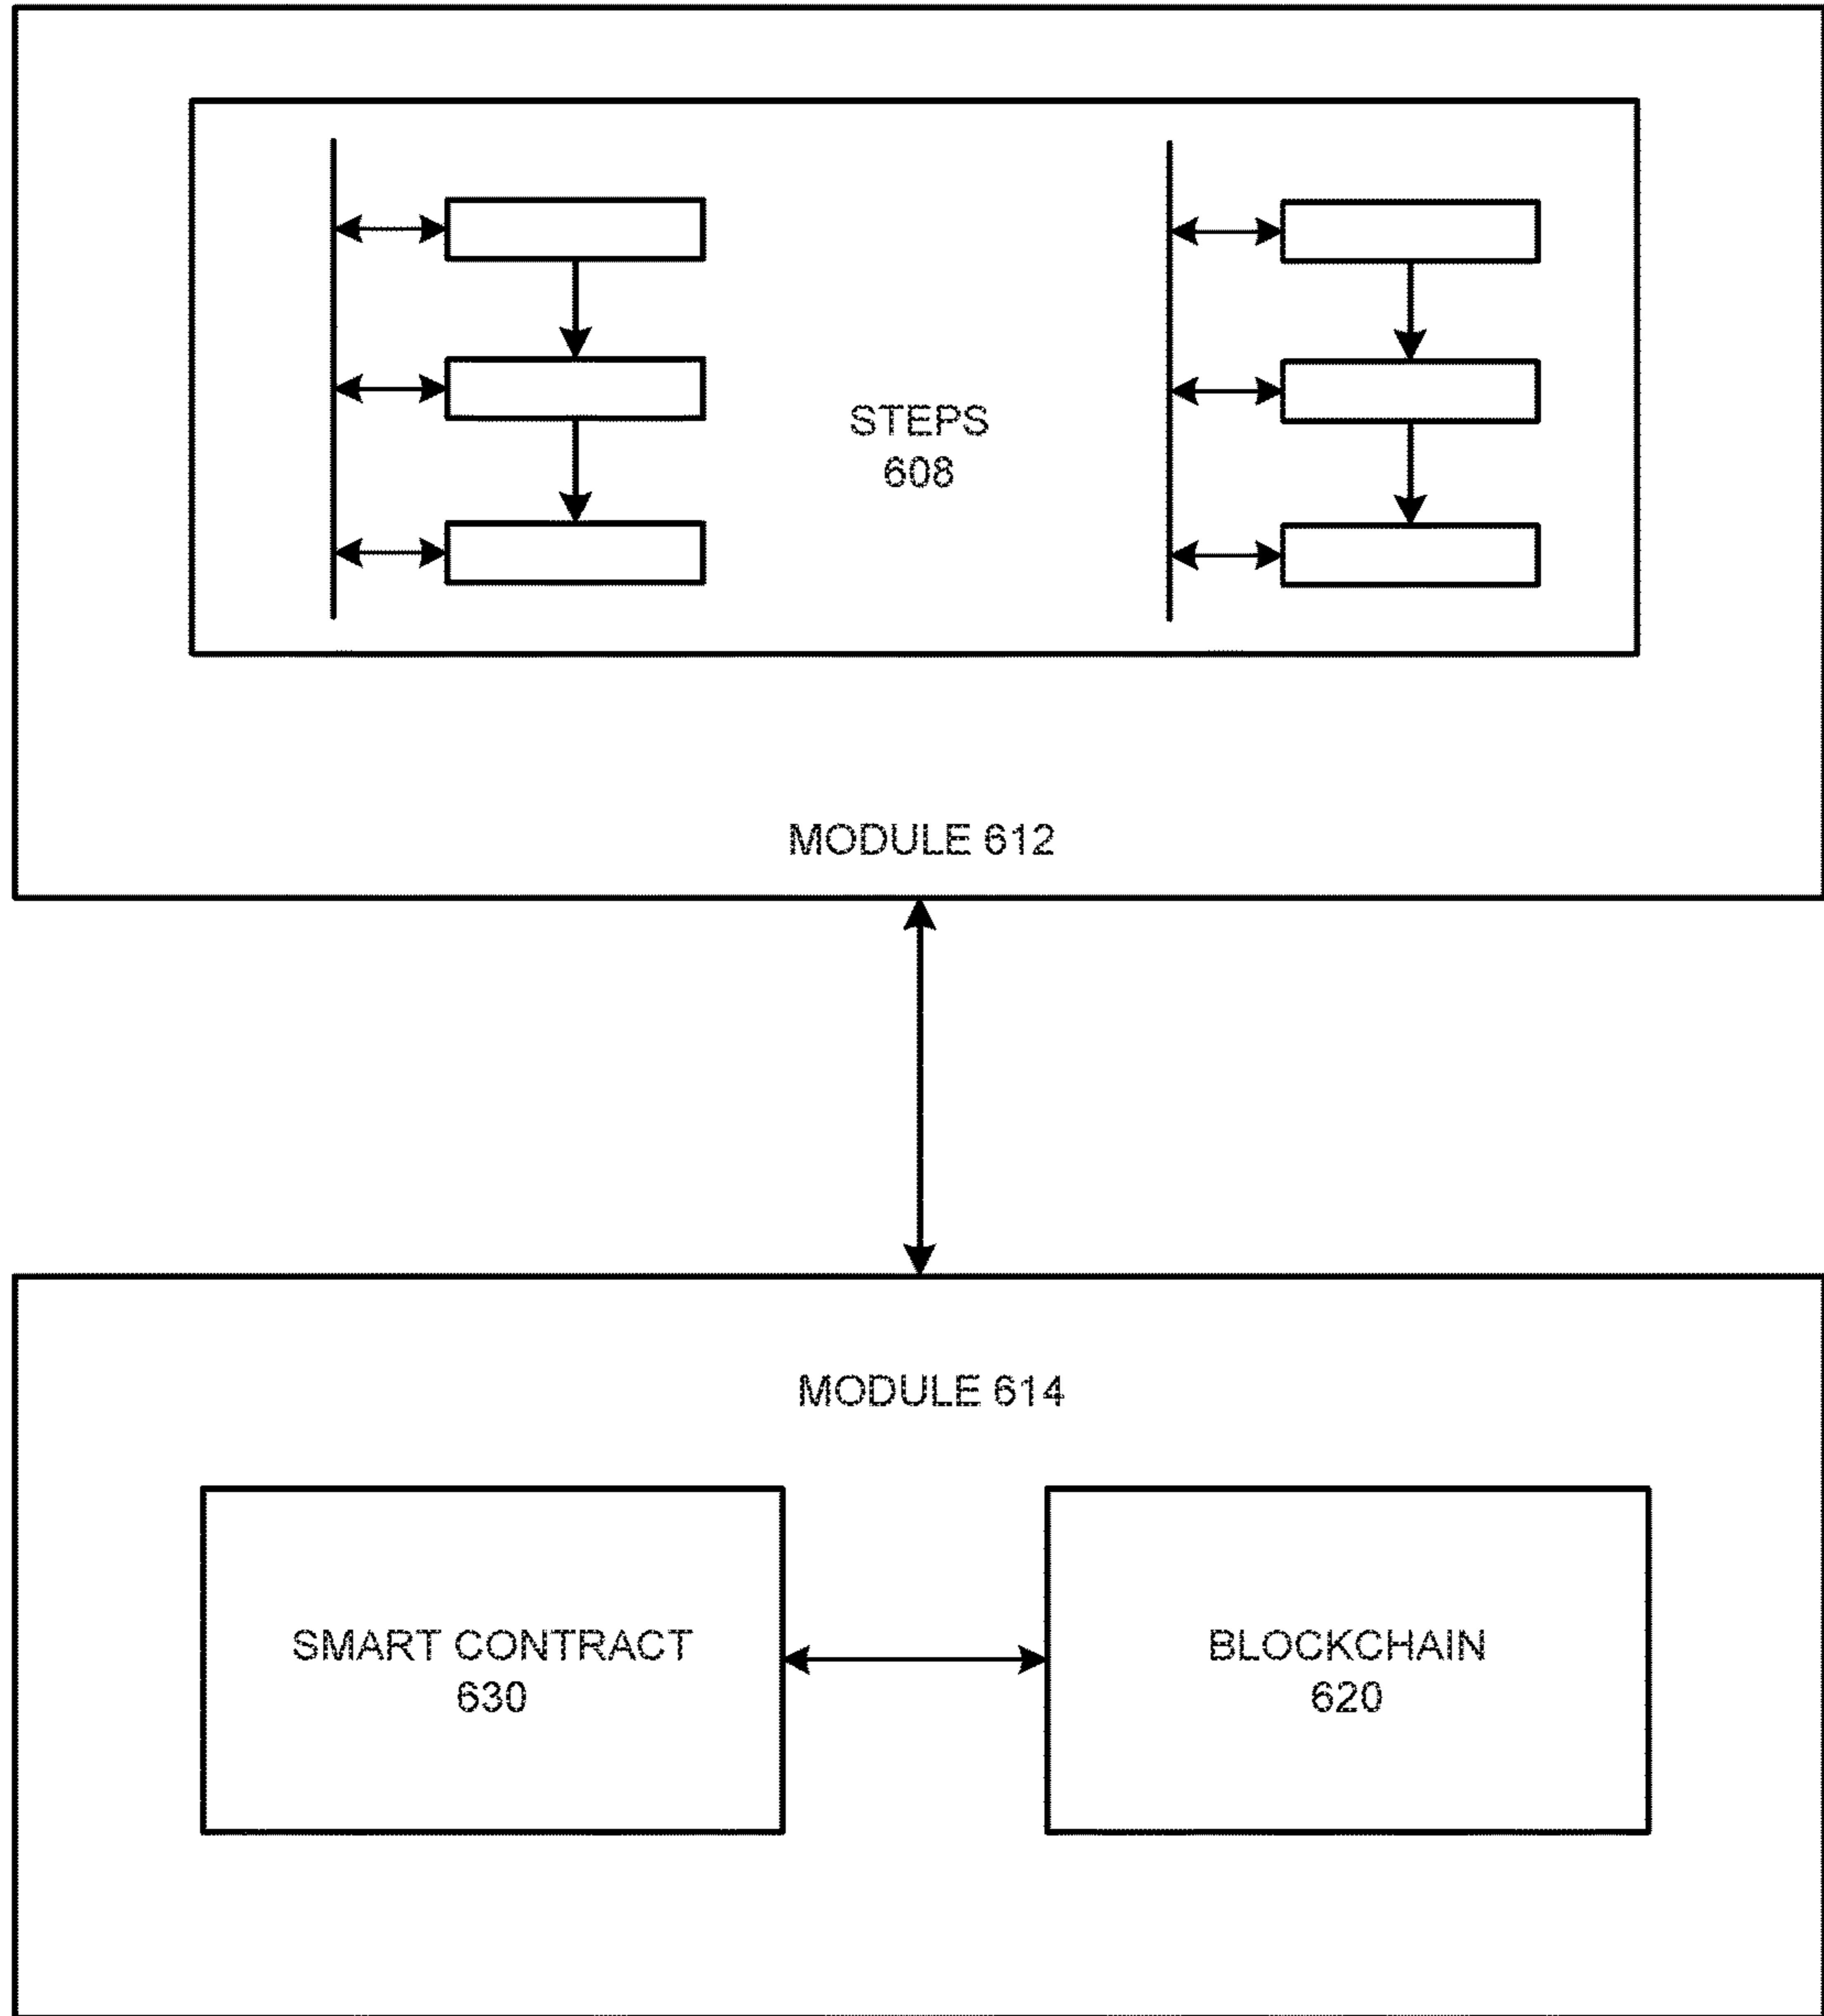 STEPS
608
MODULE 612
MODULE 614
SMART CONTRACT
630
BLOCKCHAIN
620